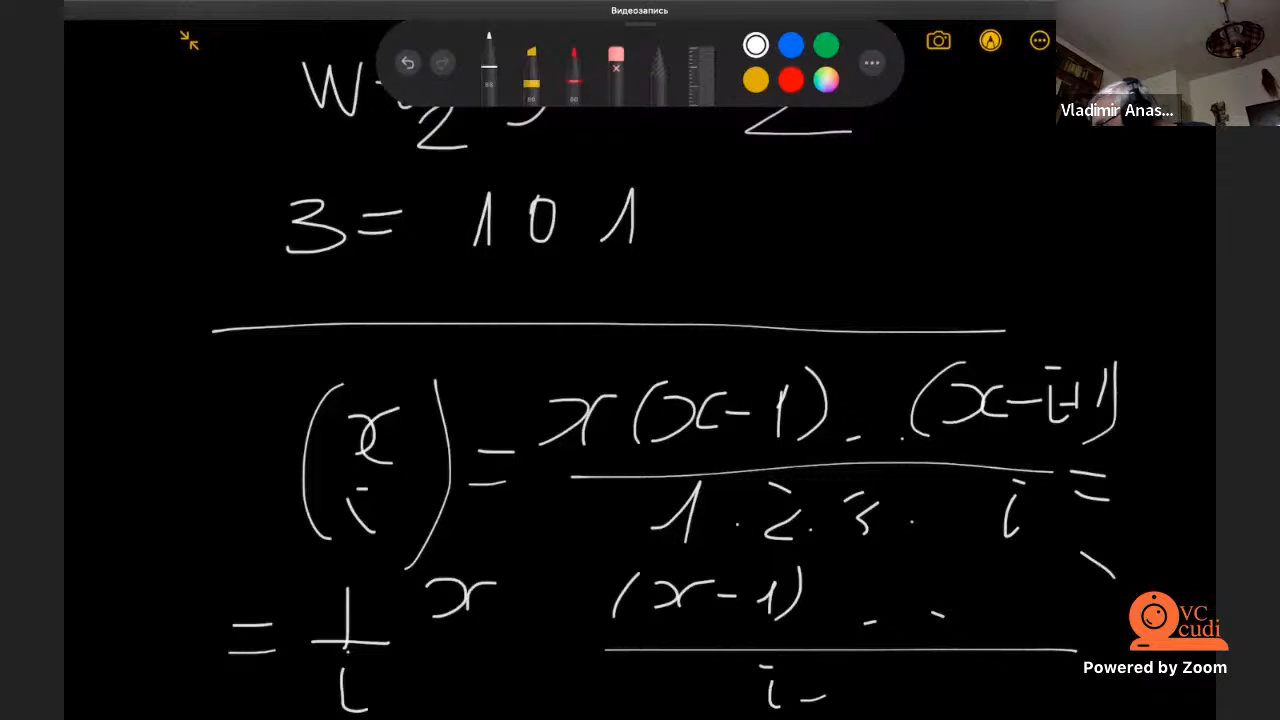 Видеозапись
Vladimir Anas...
2
2
3 = 1 0 1
(x i) = x(x-1) . . (x-i+1) / 1 . 2 . 3 . i =
= 1/i x (x-1) . . / i-
VC
cudi
Powered by Zoom